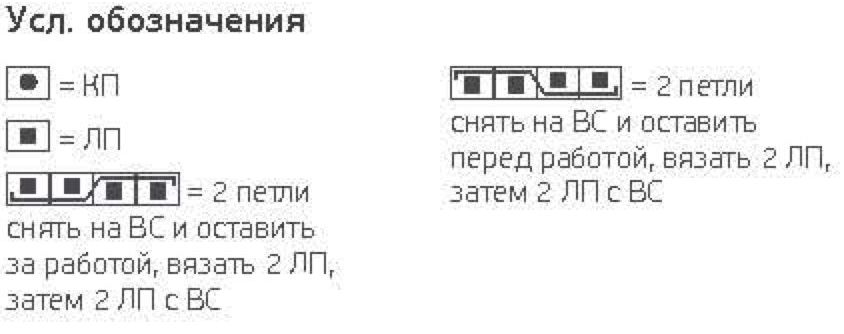 Усл. обозначения
= КП
= ЛП
= 2 петли
снять на ВС и оставить
за работой, вязать 2 ЛП,
затем 2 ЛП с ВС
= 2 петли
снять на ВС и оставить
перед работой, вязать 2 ЛП,
затем 2 ЛП с ВС